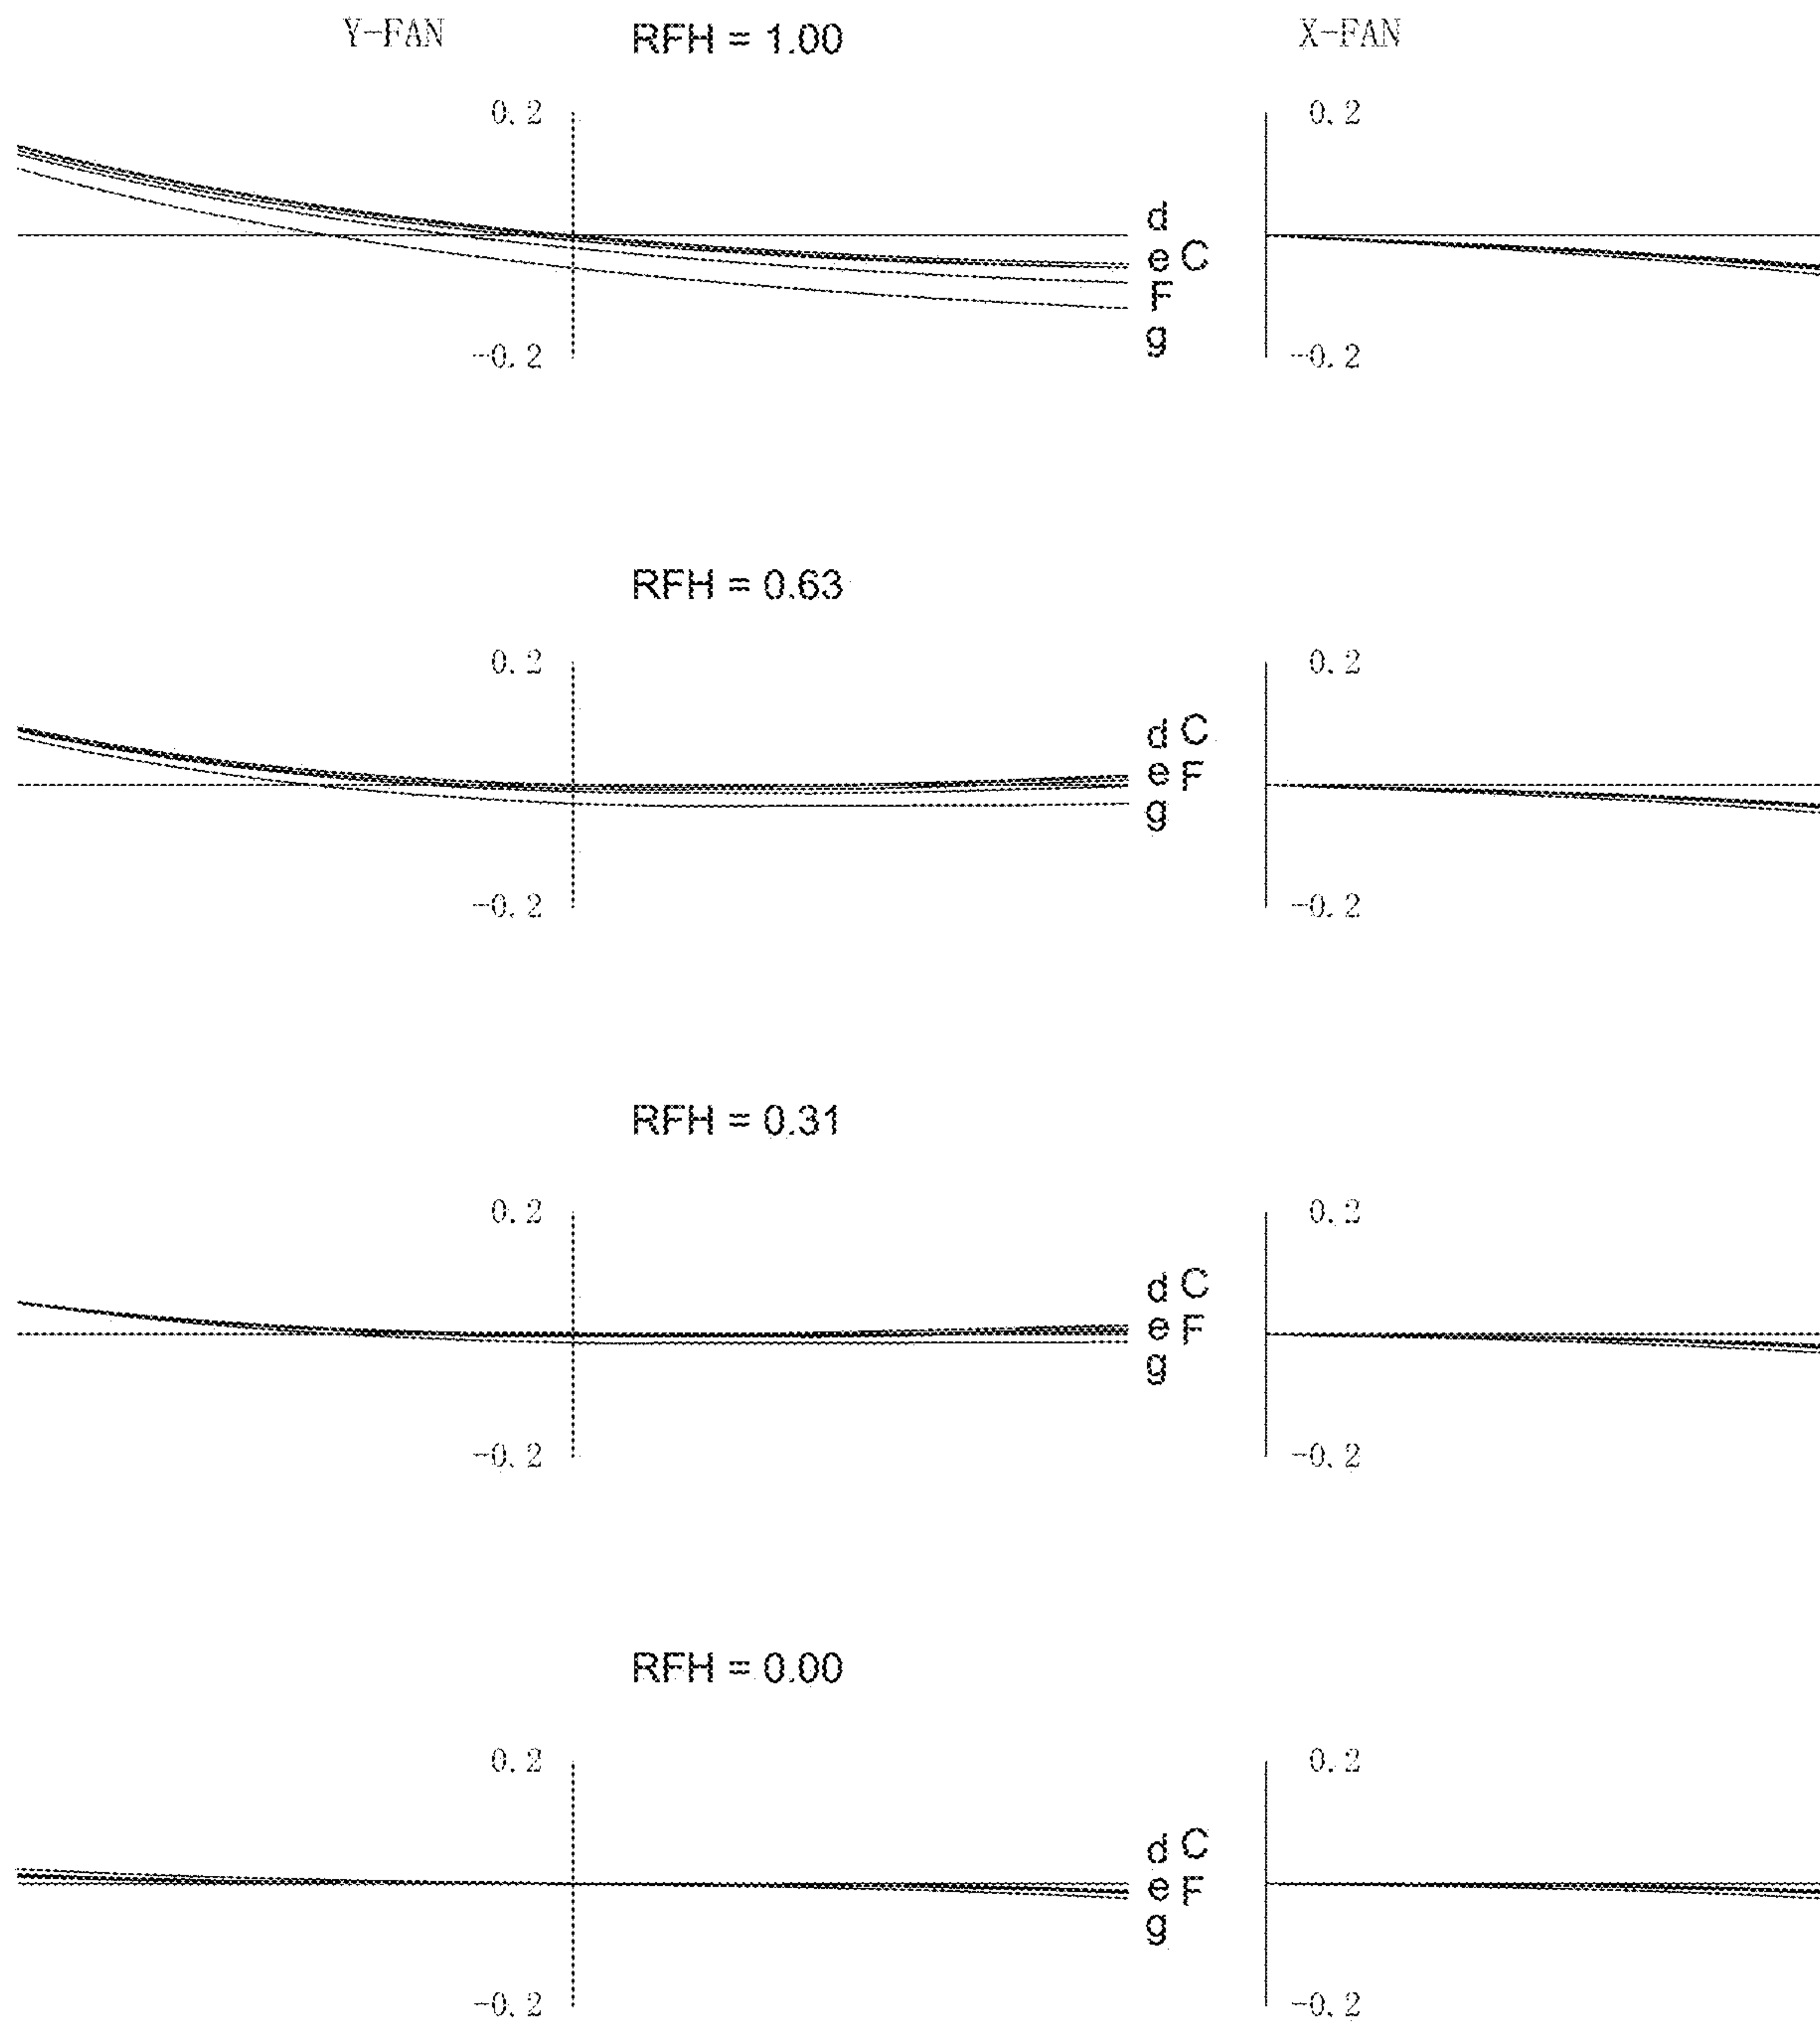 Y-FAN RFH = 1.00 X-FAN
0.2 0.2
d
e C
F
g
-0.2 -0.2
RFH = 0.63
0.2 0.2
d C
e F
g
-0.2 -0.2
RFH = 0.31
0.2 0.2
d C
e F
g
-0.2 -0.2
RFH = 0.00
0.2 0.2
d C
e F
g
-0.2 -0.2